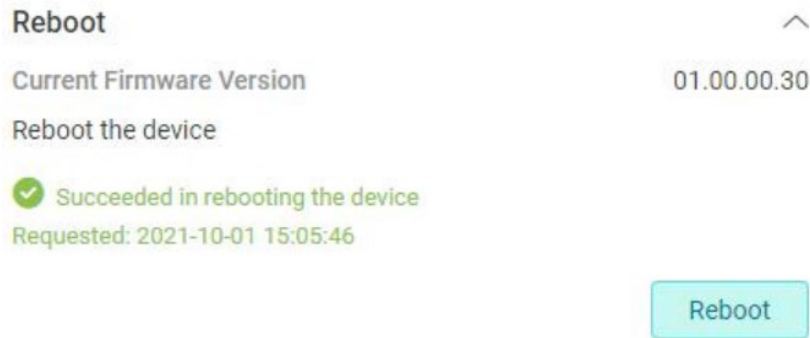 Reboot
Current Firmware Version 01.00.00.30
Reboot the device
Succeeded in rebooting the device
Requested: 2021-10-01 15:05:46
Reboot